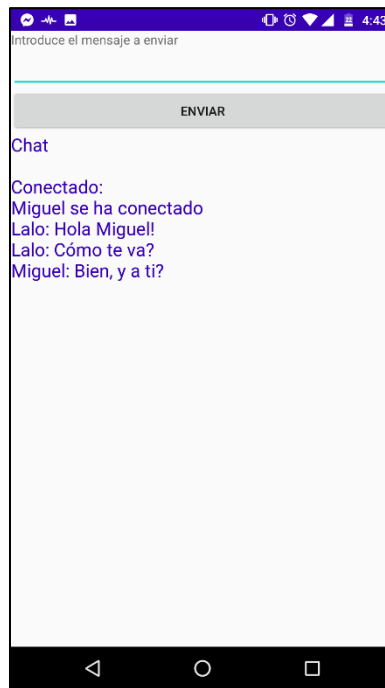 4:43
Introduce el mensaje a enviar
ENVIAR
Chat
Conectado:
Miguel se ha conectado
Lalo: Hola Miguel!
Lalo: Cómo te va?
Miguel: Bien, y a ti?